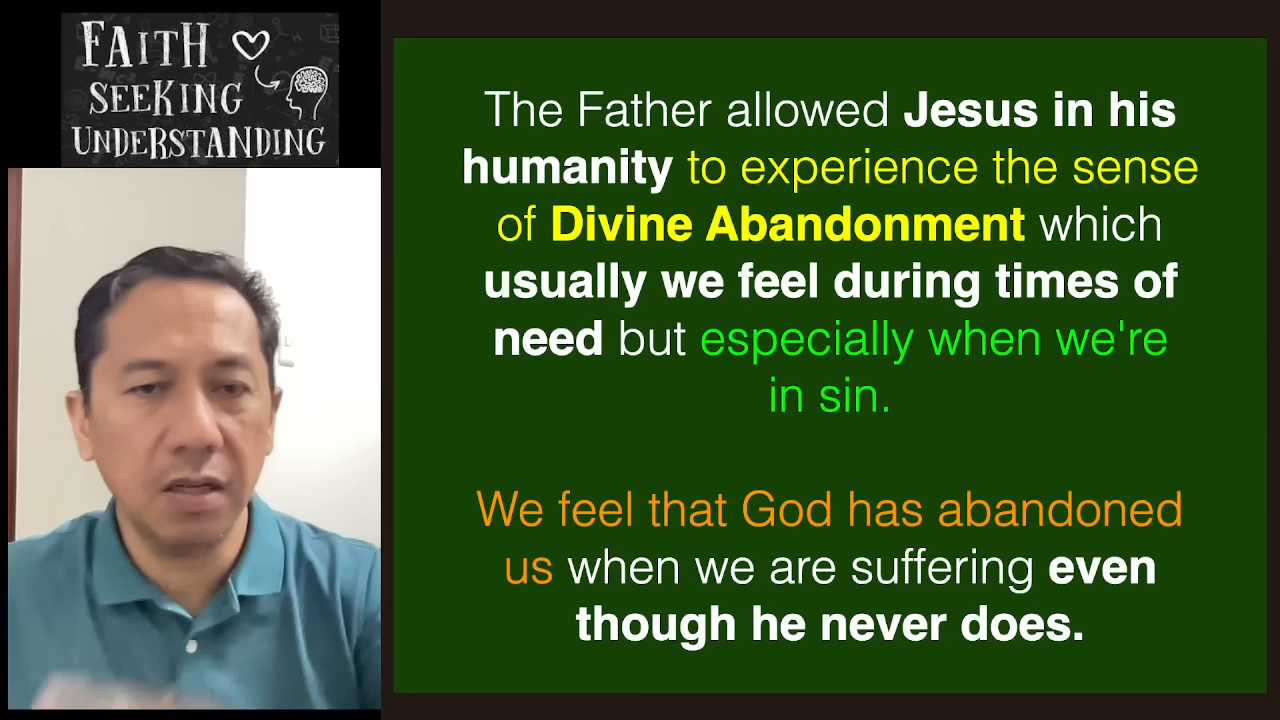 FAITH
SEEKING
UNDERSTANDING
The Father allowed Jesus in his
humanity to experience the sense
of Divine Abandonment which
usually we feel during times of
need but especially when we're
in sin.
We feel that God has abandoned
us when we are suffering even
though he never does.